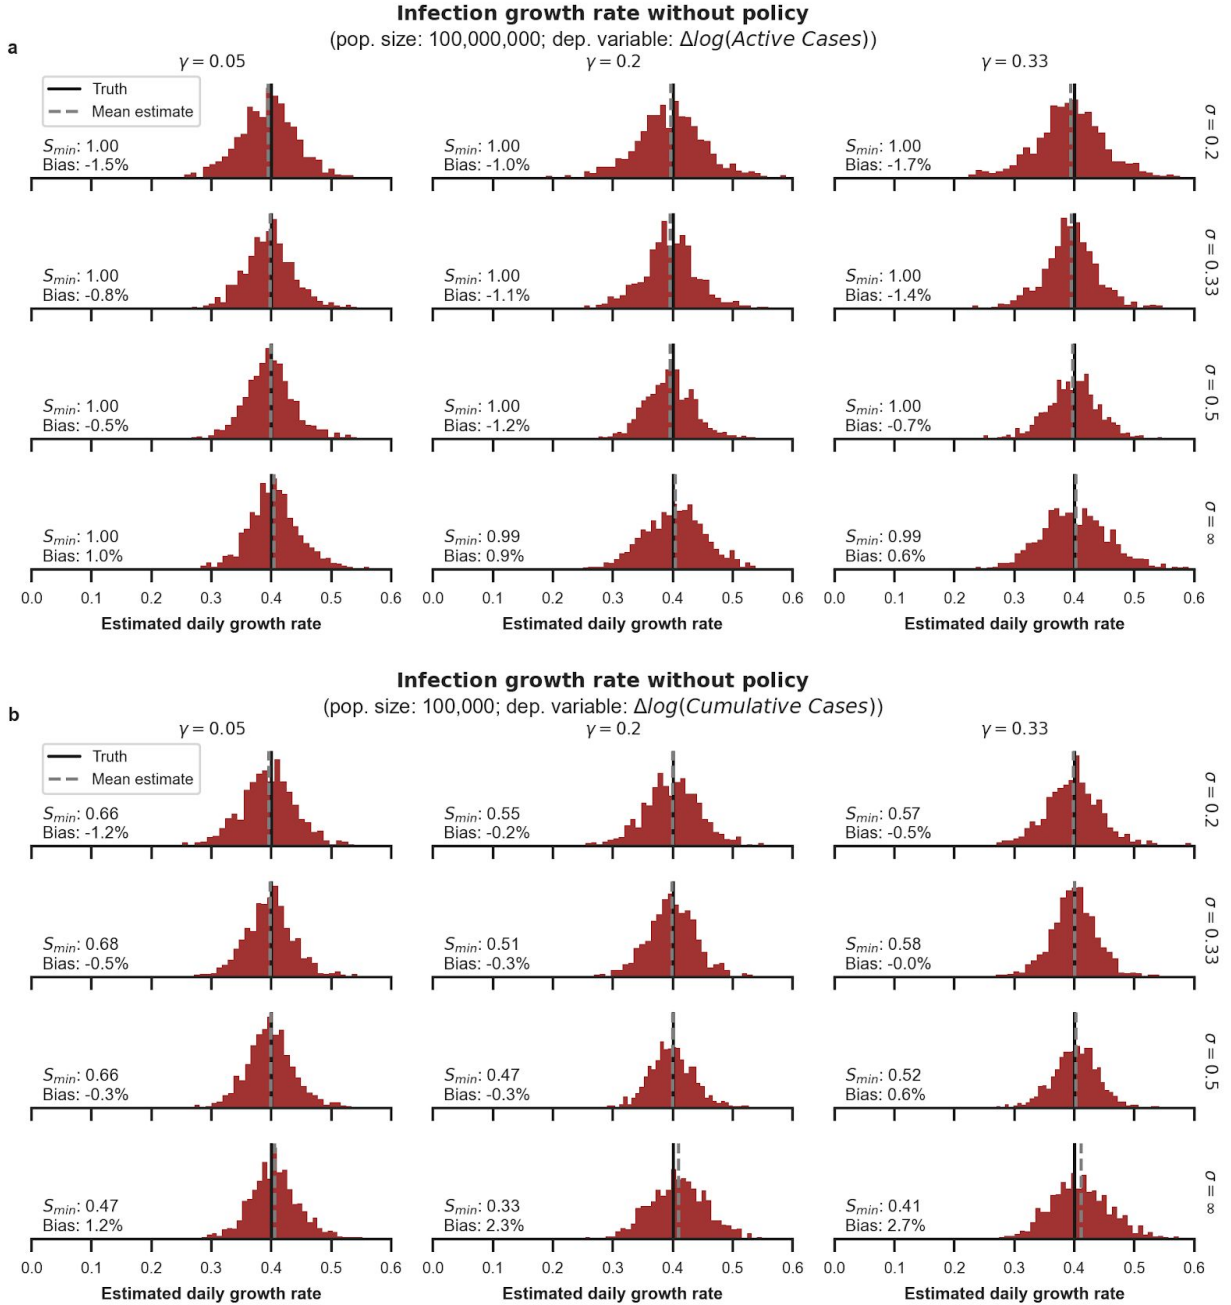 Infection growth rate without policy
(pop. size: 100,000,000; dep. variable: Δlog(Active Cases))
a
γ = 0.05 γ = 0.2 γ = 0.33
Truth
Mean estimate
S_min: 1.00
Bias: -1.5%
S_min: 1.00
Bias: -1.0%
S_min: 1.00
Bias: -1.7%
σ = 0.2
S_min: 1.00
Bias: -0.8%
S_min: 1.00
Bias: -1.1%
S_min: 1.00
Bias: -1.4%
σ = 0.33
S_min: 1.00
Bias: -0.5%
S_min: 1.00
Bias: -1.2%
S_min: 1.00
Bias: -0.7%
σ = 0.5
S_min: 1.00
Bias: 1.0%
S_min: 0.99
Bias: 0.9%
S_min: 0.99
Bias: 0.6%
σ = ∞
0.0 0.1 0.2 0.3 0.4 0.5 0.6 0.0 0.1 0.2 0.3 0.4 0.5 0.6 0.0 0.1 0.2 0.3 0.4 0.5 0.6
Estimated daily growth rate Estimated daily growth rate Estimated daily growth rate
Infection growth rate without policy
(pop. size: 100,000; dep. variable: Δlog(Cumulative Cases))
b
γ = 0.05 γ = 0.2 γ = 0.33
Truth
Mean estimate
S_min: 0.66
Bias: -1.2%
S_min: 0.55
Bias: -0.2%
S_min: 0.57
Bias: -0.5%
σ = 0.2
S_min: 0.68
Bias: -0.5%
S_min: 0.51
Bias: -0.3%
S_min: 0.58
Bias: -0.0%
σ = 0.33
S_min: 0.66
Bias: -0.3%
S_min: 0.47
Bias: -0.3%
S_min: 0.52
Bias: 0.6%
σ = 0.5
S_min: 0.47
Bias: 1.2%
S_min: 0.33
Bias: 2.3%
S_min: 0.41
Bias: 2.7%
σ = ∞
0.0 0.1 0.2 0.3 0.4 0.5 0.6 0.0 0.1 0.2 0.3 0.4 0.5 0.6 0.0 0.1 0.2 0.3 0.4 0.5 0.6
Estimated daily growth rate Estimated daily growth rate Estimated daily growth rate